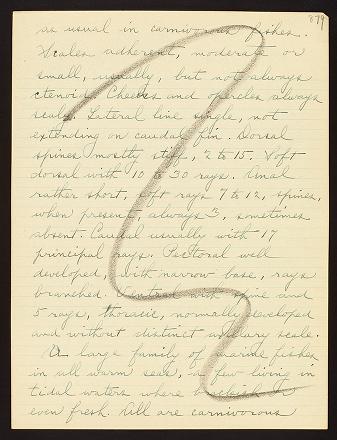 879
as usual in carnivorous fishes.
Scales adherent, moderate or
small, usually, but not always
ctenoid. Cheeks and opercles always
scaly. Lateral line single, not
extending on caudal fin. Dorsal
spines mostly stiff, 2 to 15. Soft
dorsal with 10 to 30 rays. Anal
rather short, soft rays 7 to 12, spines,
when present, always 3, sometimes
absent. Caudal usually with 17
principal rays. Pectoral well
developed, with narrow base, rays
branched. Ventral with spine and
5 rays, thoracic, normally developed
and without distinct axillary scale.
A large family of marine fishes
in all warm seas, a few living in
tidal waters where brackish or
even fresh. All are carnivorous